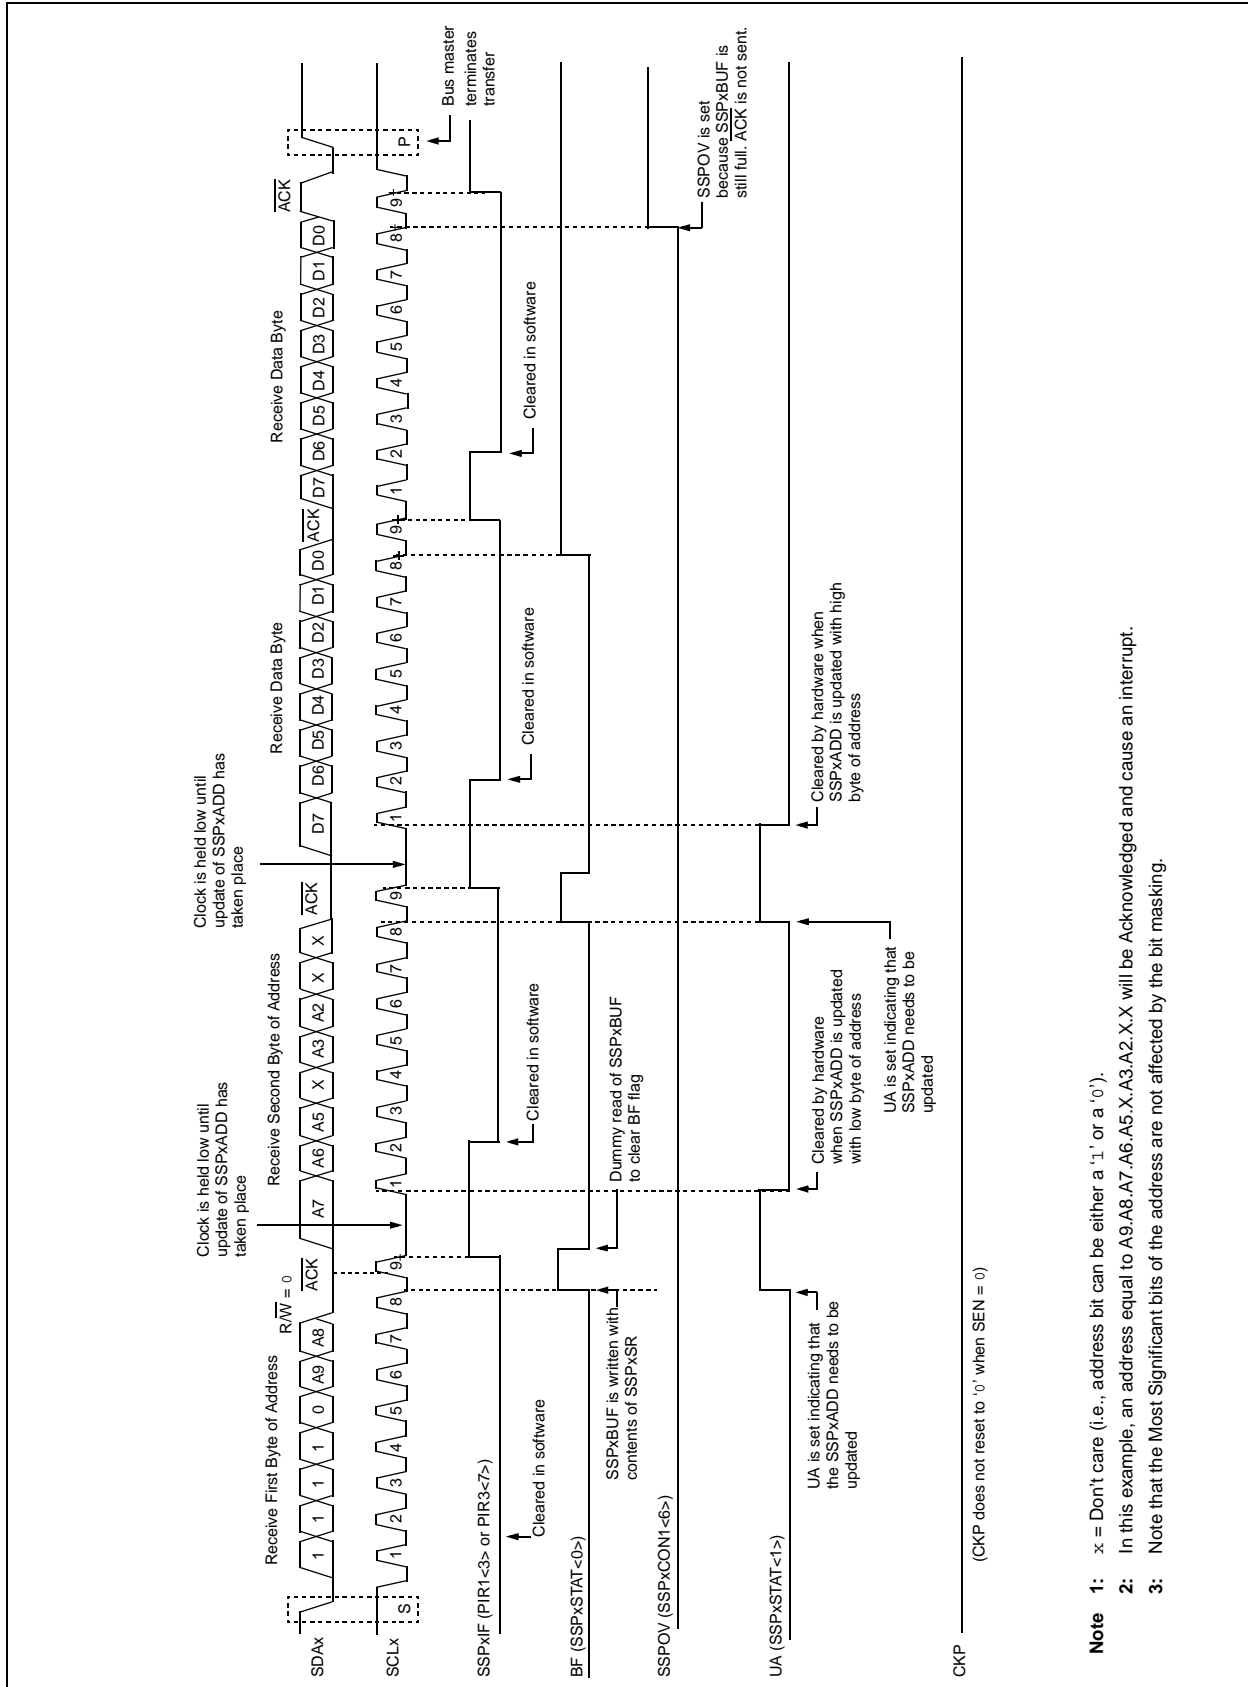 Receive First Byte of Address
R/W = 0
ACK
Clock is held low until
update of SSPxADD has
taken place
Receive Second Byte of Address
ACK
Clock is held low until
update of SSPxADD has
taken place
Receive Data Byte
ACK
Receive Data Byte
ACK
SDAx
1 1 1 1 0 A9 A8 A7 A6 A5 X A3 A2 X X D7 D6 D5 D4 D3 D2 D1 D0 D7 D6 D5 D4 D3 D2 D1 D0
SCLx
S 1 2 3 4 5 6 7 8 9 1 2 3 4 5 6 7 8 9 1 2 3 4 5 6 7 8 9 1 2 3 4 5 6 7 8 9 P
Bus master
terminates
transfer
SSPxIF (PIR1<3> or PIR3<7>)
Cleared in software
Cleared in software
Cleared in software
Cleared in software
BF (SSPxSTAT<0>)
SSPxBUF is written with
contents of SSPxSR
Dummy read of SSPxBUF
to clear BF flag
SSPOV (SSPxCON1<6>)
SSPOV is set
because SSPxBUF is
still full. ACK is not sent.
UA (SSPxSTAT<1>)
UA is set indicating that
the SSPxADD needs to be
updated
Cleared by hardware
when SSPxADD is updated
with low byte of address
UA is set indicating that
SSPxADD needs to be
updated
Cleared by hardware when
SSPxADD is updated with high
byte of address
CKP
(CKP does not reset to ‘0’ when SEN = 0)
Note 1: x = Don’t care (i.e., address bit can be either a ‘1’ or a ‘0’).
2: In this example, an address equal to A9.A8.A7.A6.A5.X.A3.A2.X.X will be Acknowledged and cause an interrupt.
3: Note that the Most Significant bits of the address are not affected by the bit masking.